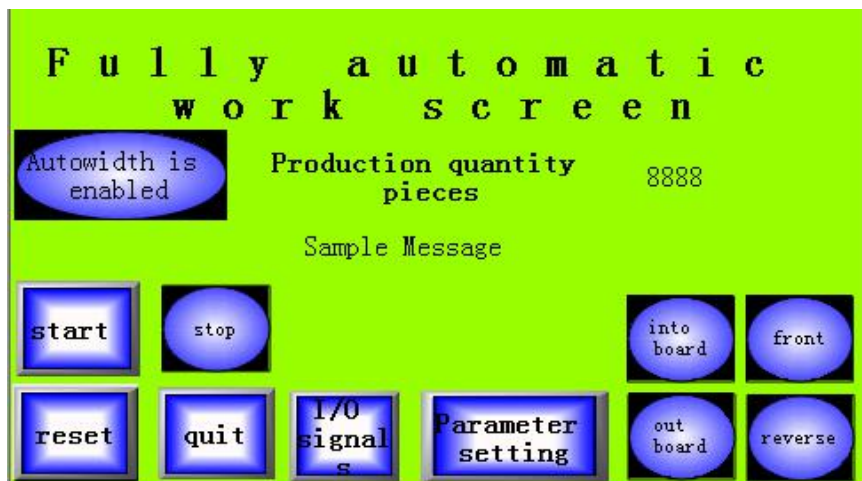 Fully automatic
work screen
Autowidth is
enabled
Production quantity
pieces
8888
Sample Message
start
stop
into
board
front
reset
quit
I/O
signal
s
Parameter
setting
out
board
reverse